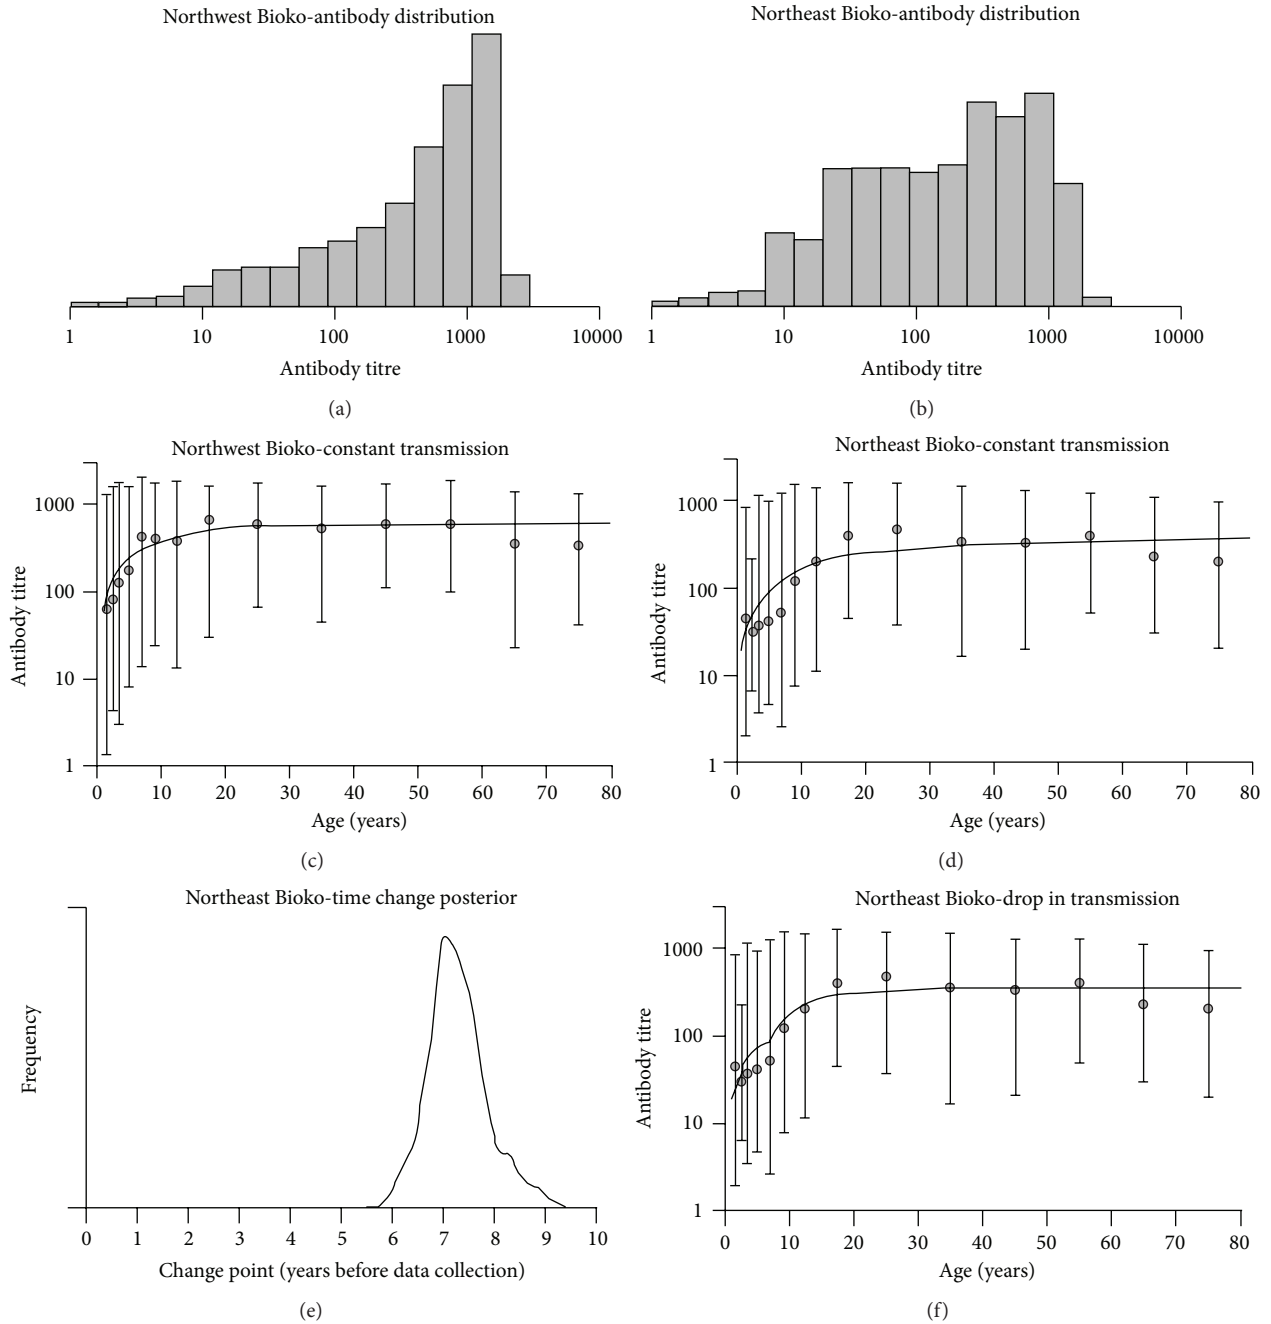 Northwest Bioko-antibody distribution
1 10 100 1000 10000
Antibody titre
(a)
Northeast Bioko-antibody distribution
1 10 100 1000 10000
Antibody titre
(b)
Northwest Bioko-constant transmission
Antibody titre
1000
100
10
1
0 10 20 30 40 50 60 70 80
Age (years)
(c)
Northeast Bioko-constant transmission
Antibody titre
1000
100
10
1
0 10 20 30 40 50 60 70 80
Age (years)
(d)
Northeast Bioko-time change posterior
Frequency
0 1 2 3 4 5 6 7 8 9 10
Change point (years before data collection)
(e)
Northeast Bioko-drop in transmission
Antibody titre
1000
100
10
1
0 10 20 30 40 50 60 70 80
Age (years)
(f)